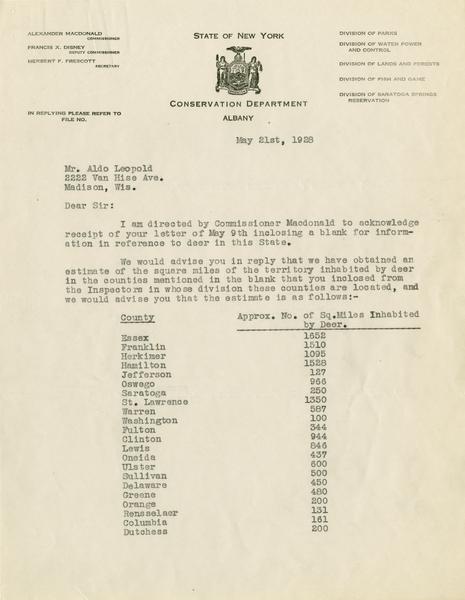 ALEXANDER MACDONALD
COMMISSIONER
FRANCIS X. DISNEY
DEPUTY COMMISSIONER
HERBERT F. PRESCOTT
SECRETARY
IN REPLYING PLEASE REFER TO
FILE NO.
STATE OF NEW YORK
CONSERVATION DEPARTMENT
ALBANY
DIVISION OF PARKS
DIVISION OF WATER POWER
AND CONTROL
DIVISION OF LANDS AND FORESTS
DIVISION OF FISH AND GAME
DIVISION OF SARATOGA SPRINGS
RESERVATION
May 21st, 1928
Mr. Aldo Leopold
2222 Van Hise Ave.
Madison, Wis.
Dear Sir:
I am directed by Commissioner Macdonald to acknowledge
receipt of your letter of May 9th inclosing a blank for inform-
ation in reference to deer in this State.
We would advise you in reply that we have obtained an
estimate of the square miles of the territory inhabited by deer
in the counties mentioned in the blank that you inclosed from
the Inspectors in whose division these counties are located, and
we would advise you that the estimate is as follows:-
County Approx. No. of Sq.Miles Inhabited
by Deer.
Essex 1652
Franklin 1510
Herkimer 1095
Hamilton 1528
Jefferson 127
Oswego 966
Saratoga 250
St. Lawrence 1350
Warren 587
Washington 100
Fulton 344
Clinton 944
Lewis 846
Oneida 437
Ulster 600
Sullivan 500
Delaware 450
Greene 480
Orange 200
Rensselaer 131
Columbia 161
Dutchess 200